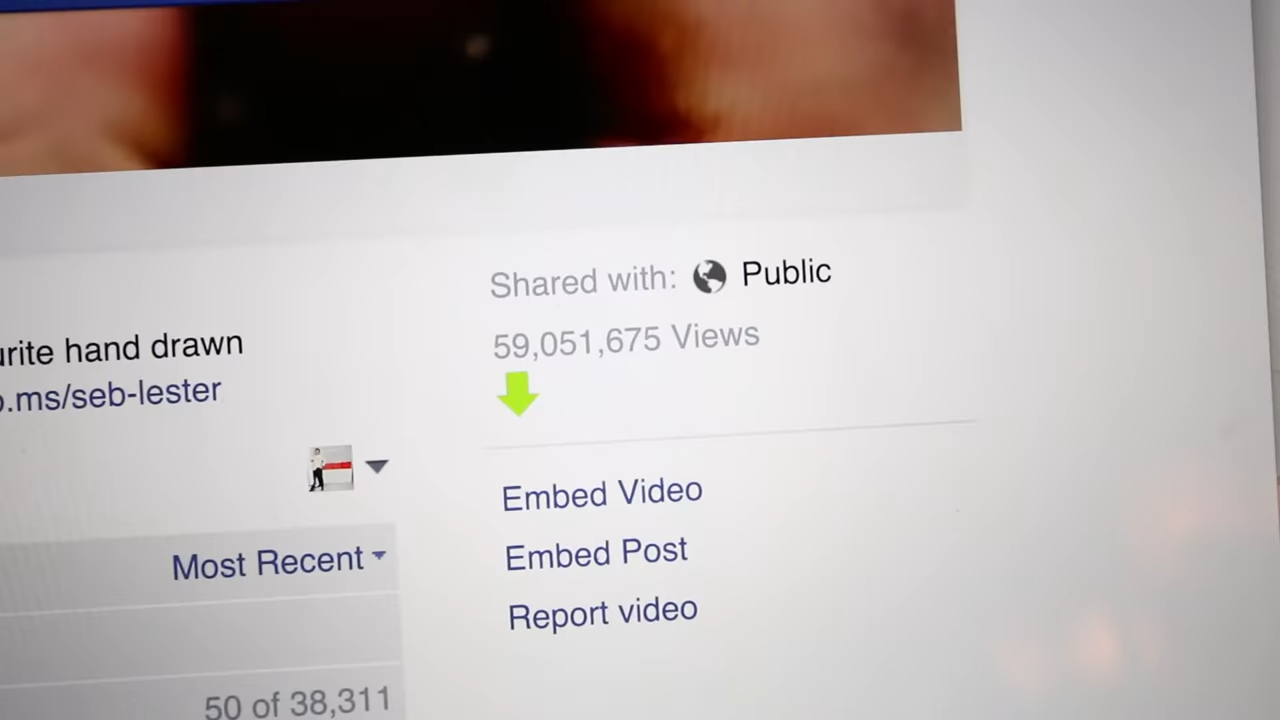 Shared with: Public
59,051,675 Views
hand drawn
.ms/seb-lester
Embed Video
Most Recent
Embed Post
Report video
50 of 38,311